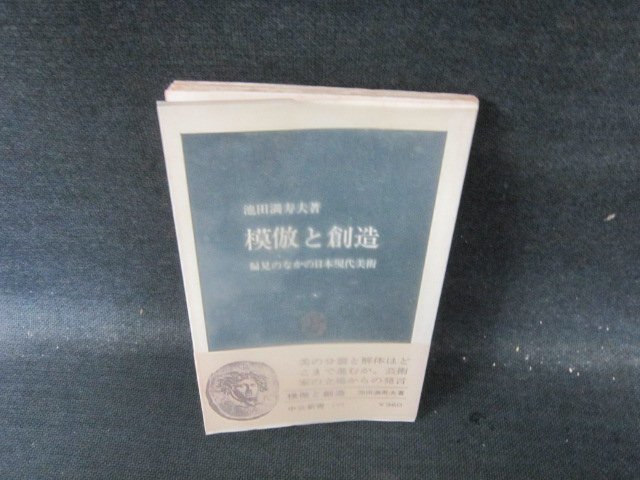 池田満寿夫著
模倣と創造
偏見のなかの日本現代美術
美の分裂と解体はど
こまで進むか。芸術
家の立場からの発言
模倣と創造 池田満寿夫著
中公新書
¥360